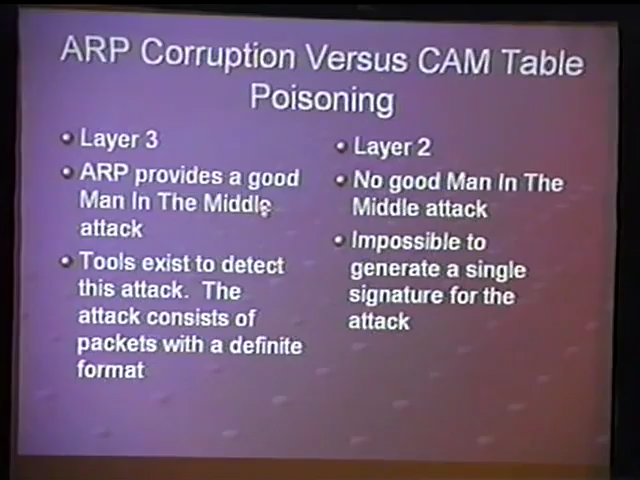 ARP Corruption Versus CAM Table
Poisoning
Layer 3
ARP provides a good
Man In The Middle
attack
Tools exist to detect
this attack. The
attack consists of
packets with a definite
format
Layer 2
No good Man In The
Middle attack
Impossible to
generate a single
signature for the
attack